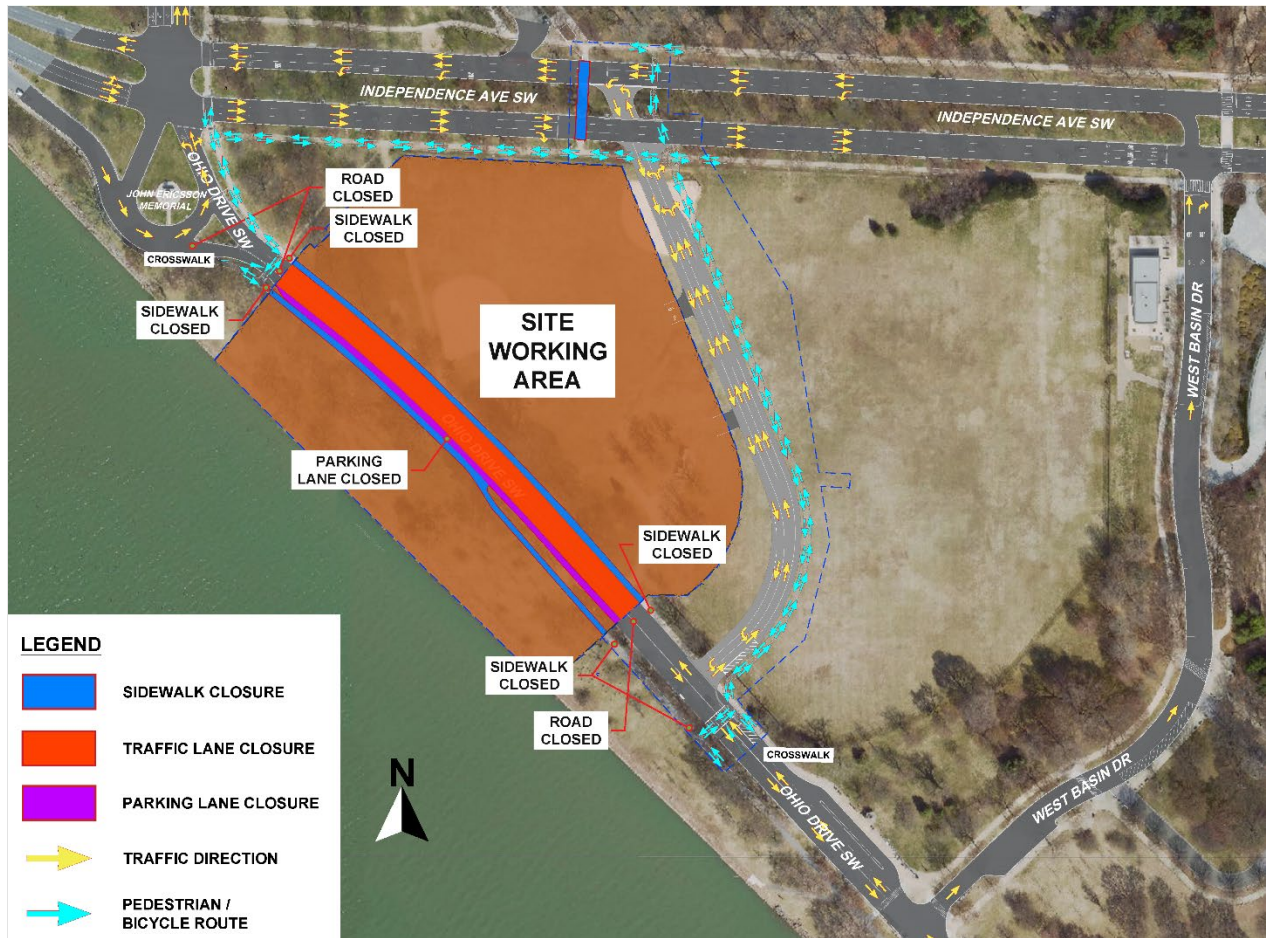 INDEPENDENCE AVE SW
INDEPENDENCE AVE SW
OHIO DRIVE SW
ROAD
CLOSED
JOHN ERICSSON
MEMORIAL
SIDEWALK
CLOSED
CROSSWALK
SIDEWALK
CLOSED
SITE
WORKING
AREA
WEST BASIN DR
OHIO DRIVE SW
PARKING
LANE CLOSED
SIDEWALK
CLOSED
SIDEWALK
CLOSED
ROAD
CLOSED
CROSSWALK
OHIO DRIVE SW
WEST BASIN DR
N
LEGEND
SIDEWALK CLOSURE
TRAFFIC LANE CLOSURE
PARKING LANE CLOSURE
TRAFFIC DIRECTION
PEDESTRIAN /
BICYCLE ROUTE